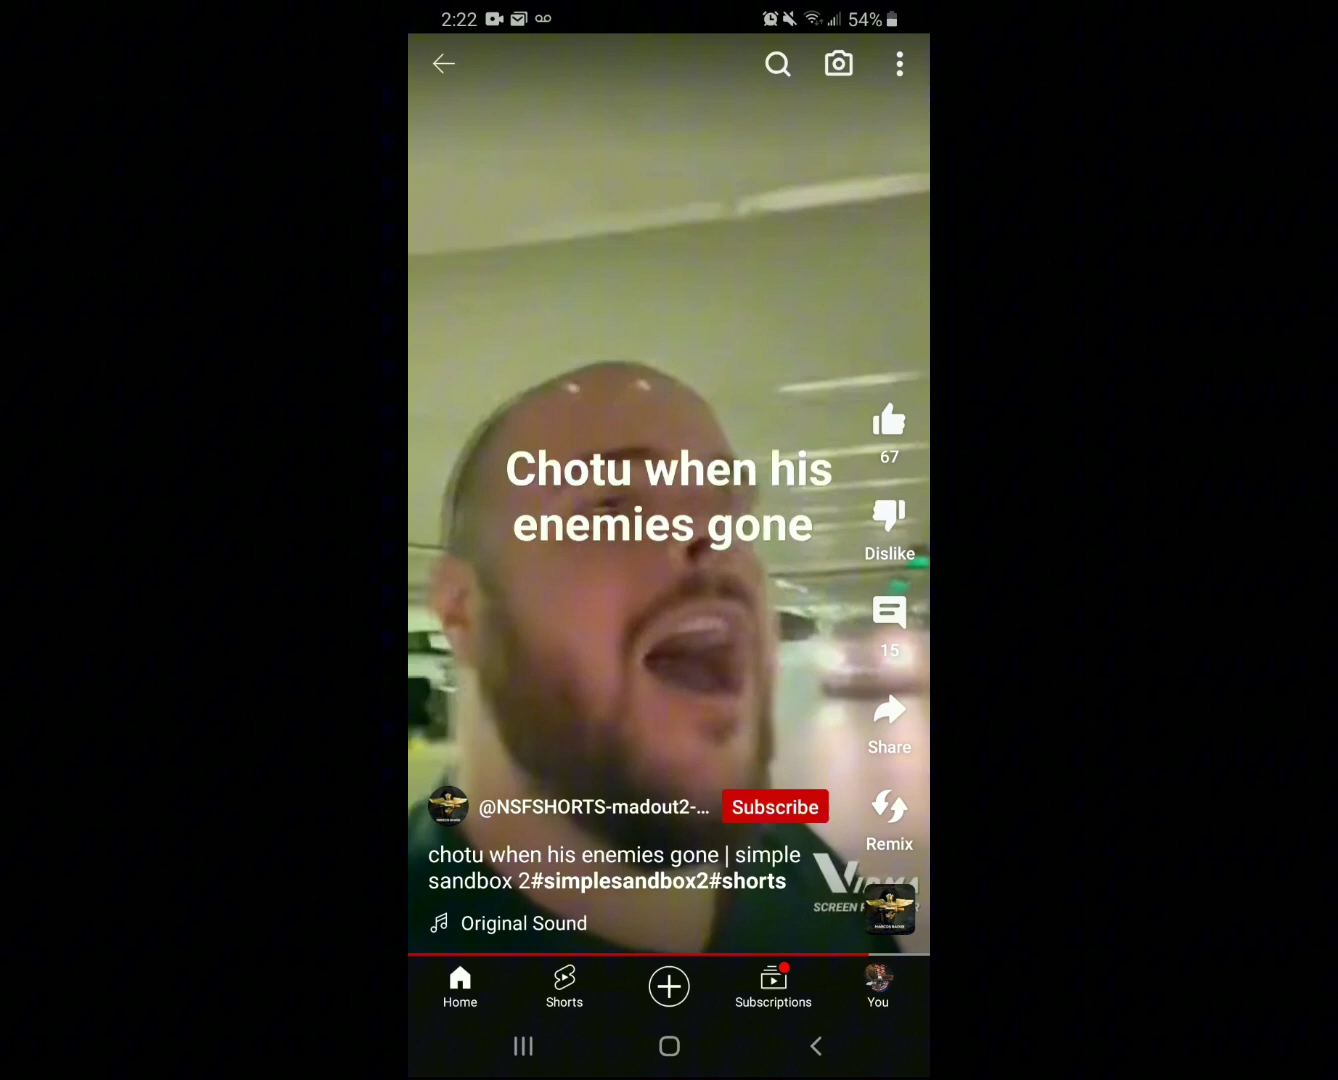 2:22
54%
Chotu when his
enemies gone
67
Dislike
15
Share
Remix
@NSFSHORTS-madout2-...
Subscribe
chotu when his enemies gone | simple
sandbox 2#simplesandbox2#shorts
SCREEN
Original Sound
Home
Shorts
Subscriptions
You